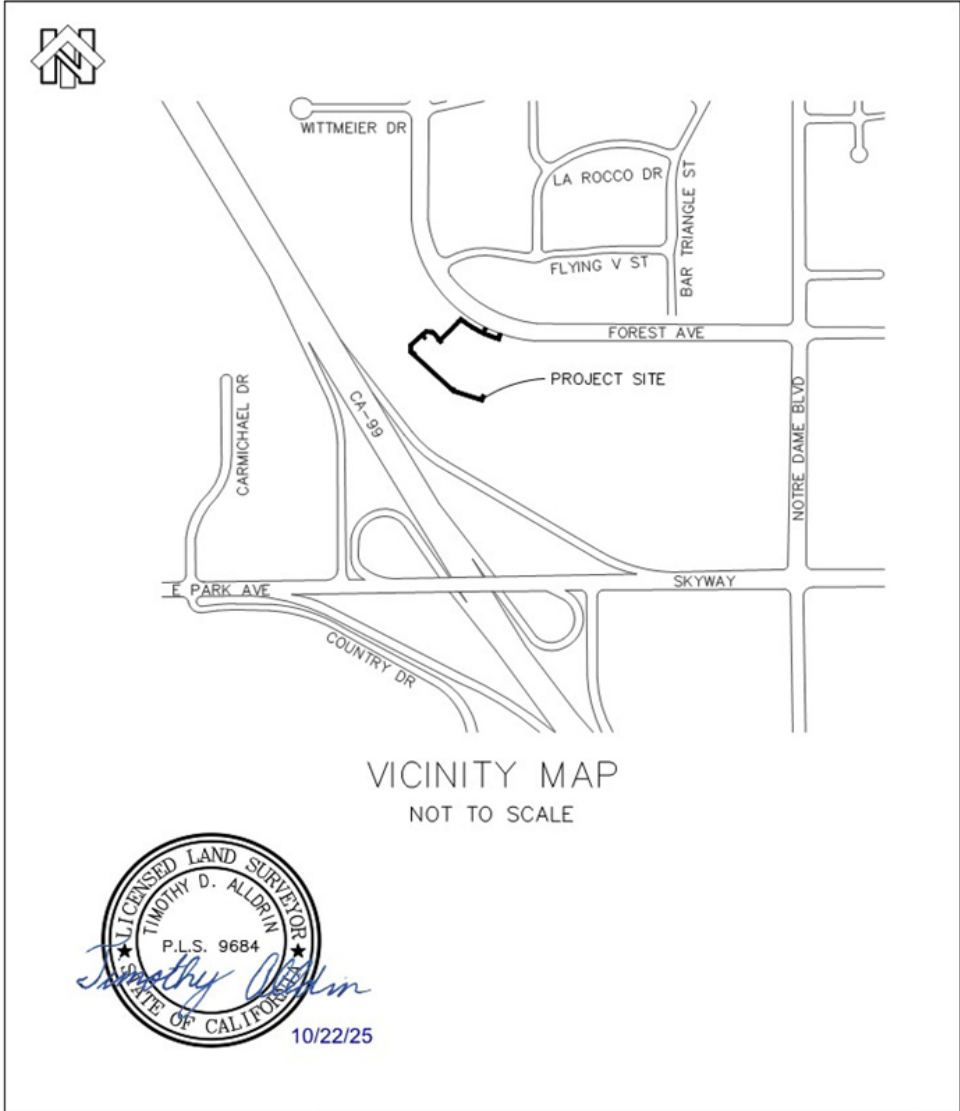 N
WITTMEIER DR
LA ROCCO DR
BAR TRIANGLE ST
FLYING V ST
FOREST AVE
PROJECT SITE
CA-99
CARMICHAEL DR
NOTRE DAME BLVD
SKYWAY
E PARK AVE
COUNTRY DR
VICINITY MAP
NOT TO SCALE
LICENSED LAND SURVEYOR
TIMOTHY D. ALLDRIN
P.L.S. 9684
STATE OF CALIFORNIA
Timothy Alldrin
10/22/25